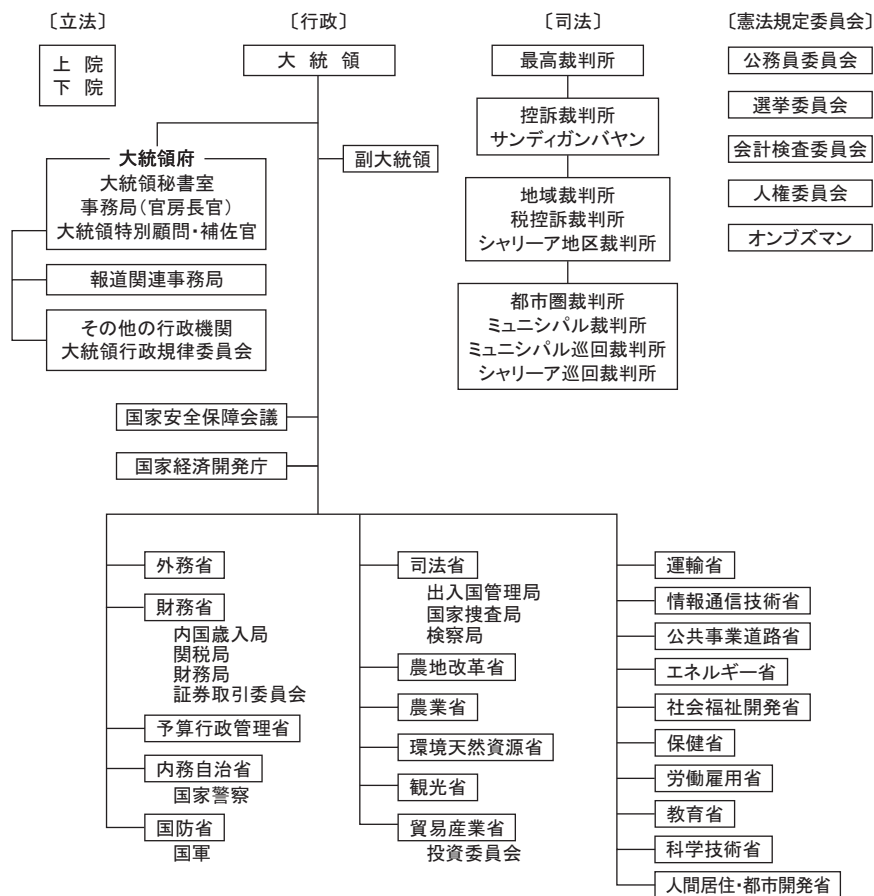 〔立法〕
上 院
下 院
〔行政〕
大 統 領
大統領府
大統領秘書室
事務局（官房長官）
大統領特別顧問・補佐官
副大統領
報道関連事務局
その他の行政機関
大統領行政規律委員会
国家安全保障会議
国家経済開発庁
〔司法〕
最高裁判所
控訴裁判所
サンディガンバヤン
地域裁判所
税控訴裁判所
シャリーア地区裁判所
都市圏裁判所
ミュニシパル裁判所
ミュニシパル巡回裁判所
シャリーア巡回裁判所
〔憲法規定委員会〕
公務員委員会
選挙委員会
会計検査委員会
人権委員会
オンブズマン
外務省
財務省
内国歳入局
関税局
財務局
証券取引委員会
予算行政管理省
内務自治省
国家警察
国防省
国軍
司法省
出入国管理局
国家捜査局
検察局
農地改革省
農業省
環境天然資源省
観光省
貿易産業省
投資委員会
運輸省
情報通信技術省
公共事業道路省
エネルギー省
社会福祉開発省
保健省
労働雇用省
教育省
科学技術省
人間居住・都市開発省